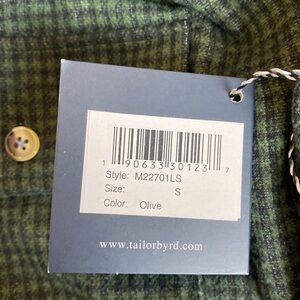 1 90633 30123 7
Style: M22701LS
Size: S
Color: Olive
www.tailorbyrd.com